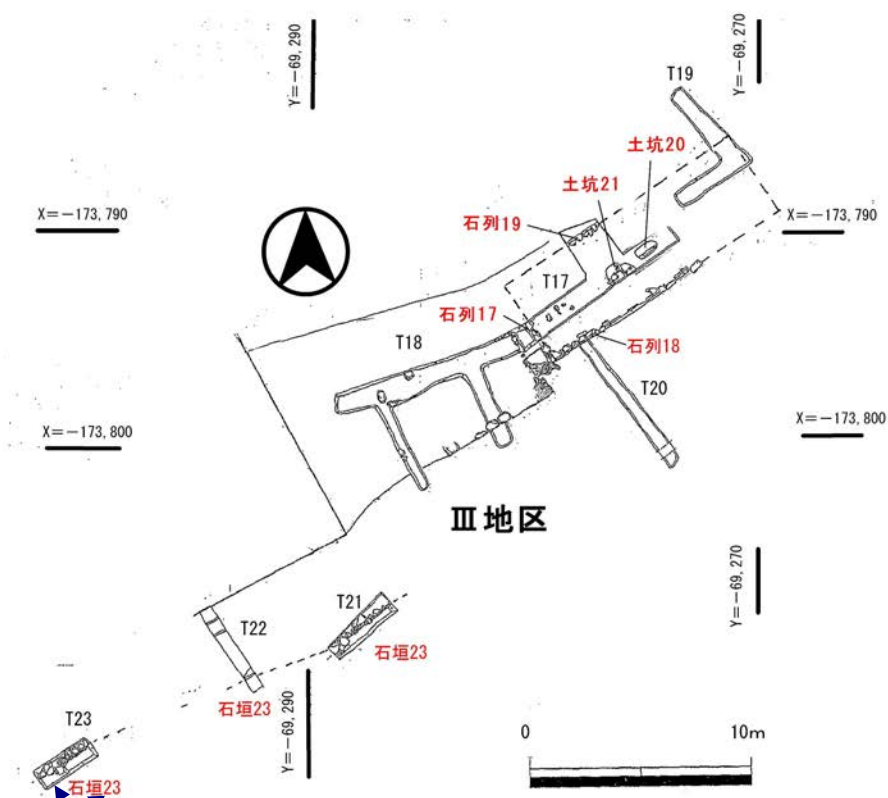 Y=-69,290
Y=-69,270
T19
土坑20
土坑21
X=-173,790
石列19
X=-173,790
T17
石列17
T18
石列18
T20
X=-173,800
X=-173,800
Ⅲ地区
Y=-69,270
T21
T22
石垣23
石垣23
Y=-69,290
T23
石垣23
0 10m